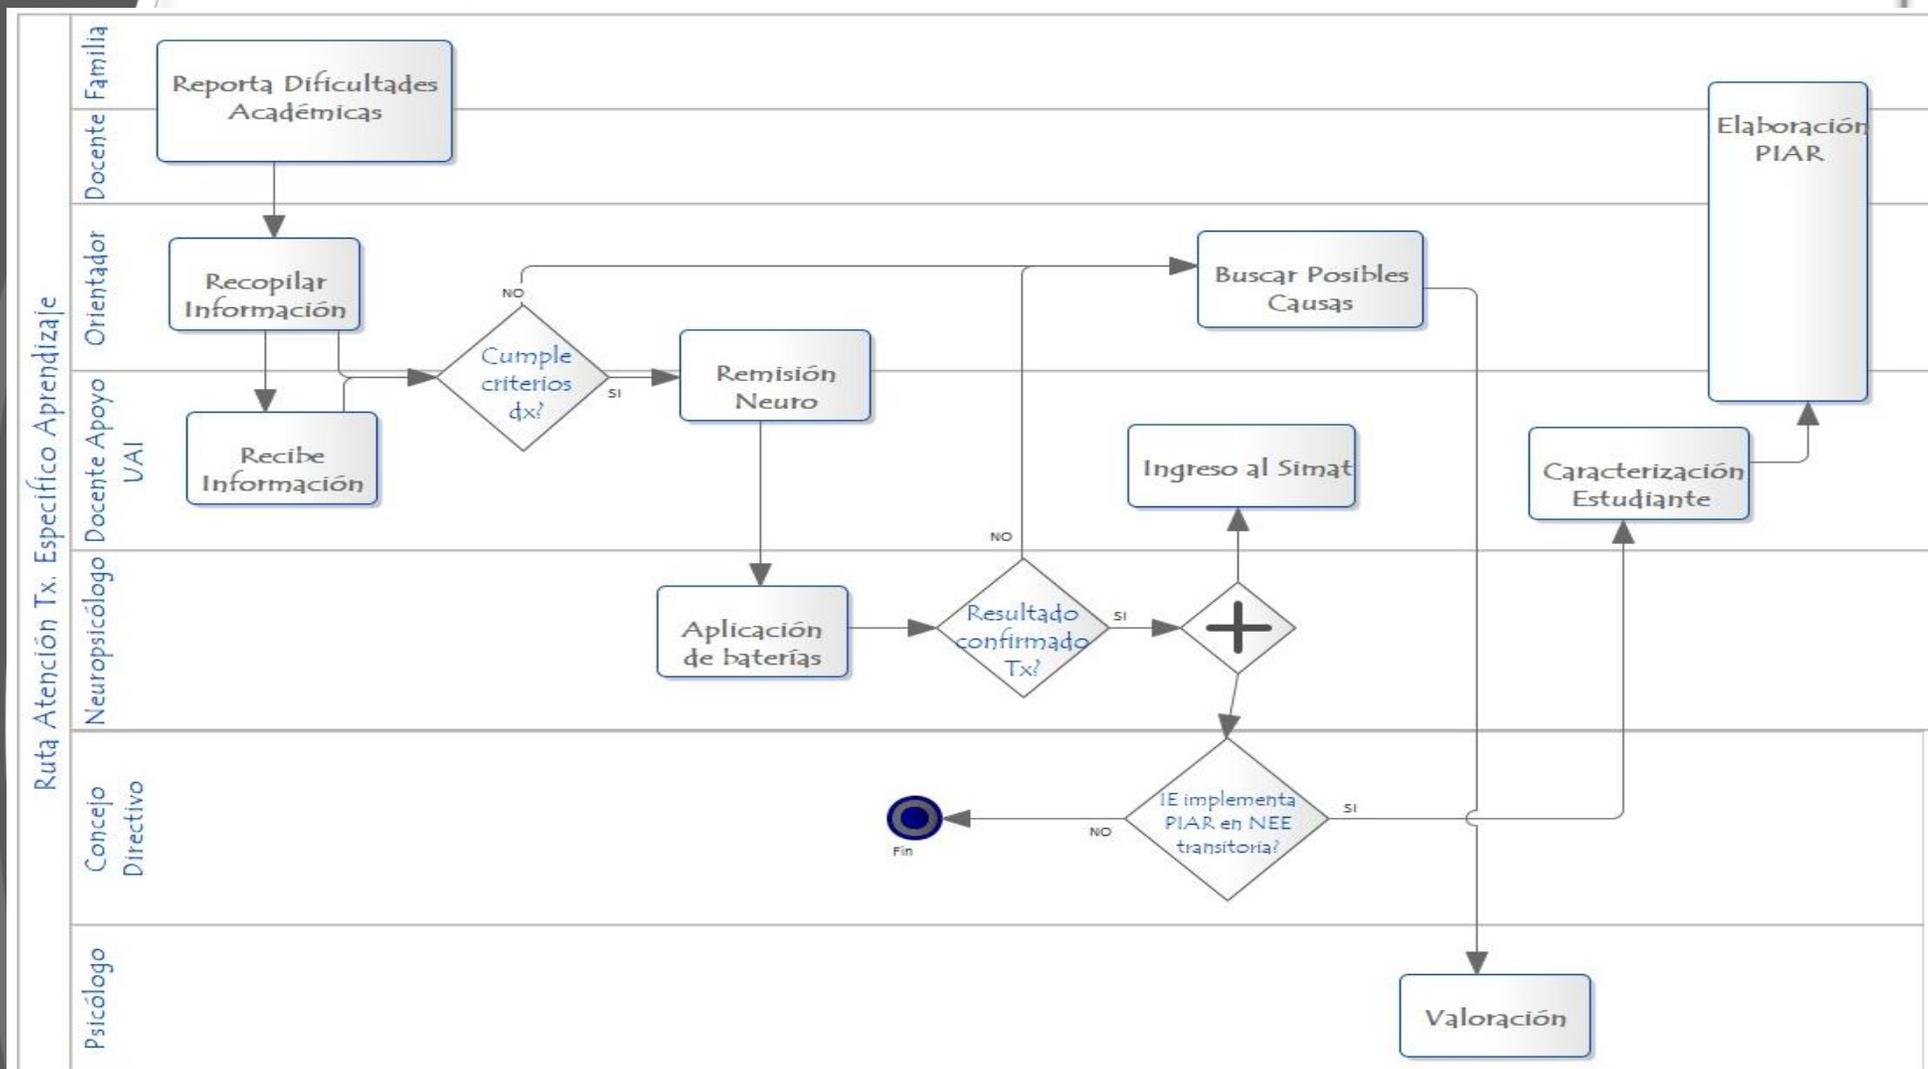 Ruta Atención Tx. Específico Aprendizaje
Familia
Docente
Orientador
Docente Apoyo
UAI
Neuropsicólogo
Concejo
Directivo
Psicólogo
Reporta Dificultades
Académicas
Recopilar
Información
Recibe
Información
NO
Cumple
criterios
dx?
SI
Remisión
Neuro
Aplicación
de baterías
NO
Resultado
confirmado
Tx?
SI
Buscar Posibles
Causas
Ingreso al Simat
IE implementa
PIAR en NEE
transitoria?
NO
SI
Fin
Caracterización
Estudiante
Elaboración
PIAR
Valoración